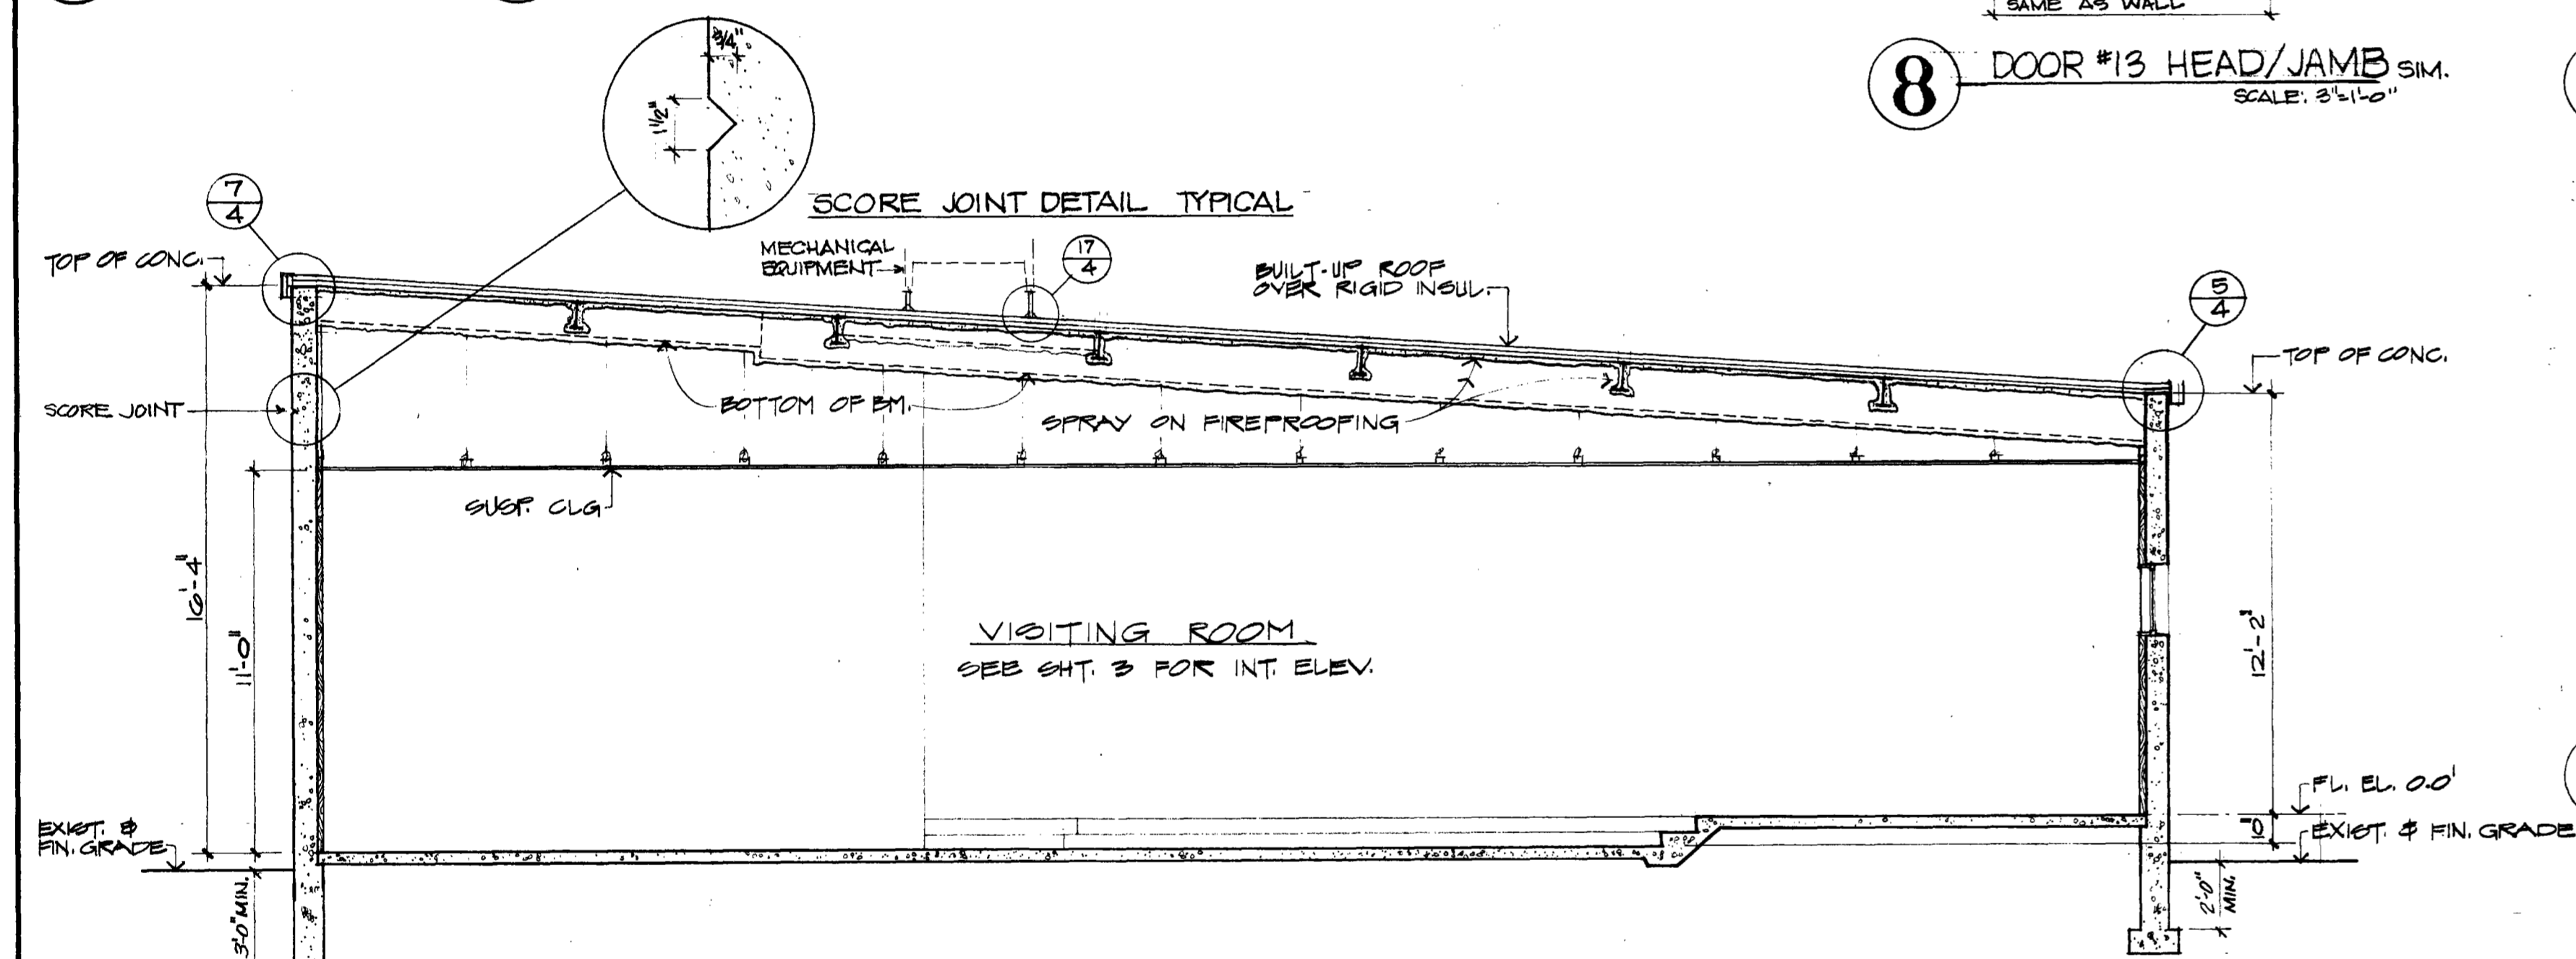 SAME AS WALL
8
DOOR #13 HEAD/JAMB SIM.
SCALE: 3"=1'-0"
3/4"
1 1/2"
SCORE JOINT DETAIL TYPICAL
7
4
TOP OF CONC.
MECHANICAL
EQUIPMENT
17
4
BUILT-UP ROOF
OVER RIGID INSUL.
5
4
TOP OF CONC.
SCORE JOINT
BOTTOM OF BM.
SPRAY ON FIREPROOFING
SUSP. CLG
16'-4"
11'-0"
VISITING ROOM
SEE SHT. 3 FOR INT. ELEV.
12'-2"
FL. EL. 0.0'
EXIST. &
FIN. GRADE
EXIST. & FIN. GRADE
3'-0" MIN.
2'-0"
MIN.